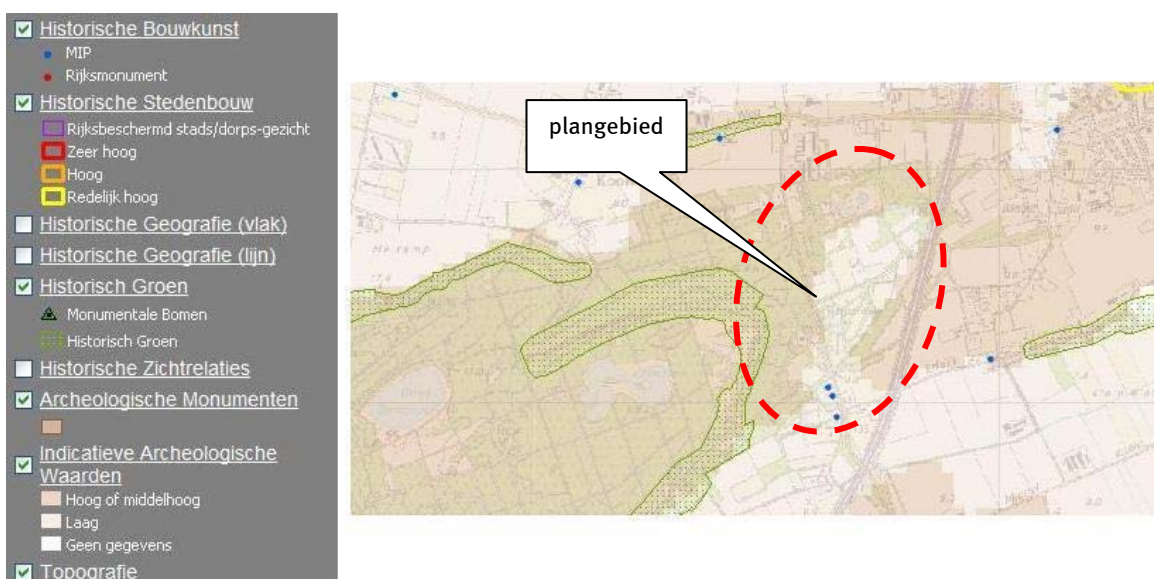 Historische Bouwkunst
MIP
Rijksmonument
Historische Stedenbouw
Rijksbeschermd stads/dorps-gezicht
Zeer hoog
Hoog
Redelijk hoog
Historische Geografie (vlak)
Historische Geografie (lijn)
Historisch Groen
Monumentale Bomen
Historisch Groen
Historische Zichtrelaties
Archeologische Monumenten
Indicatieve Archeologische
Waarden
Hoog of middelhoog
Laag
Geen gegevens
Topografie
plangebied